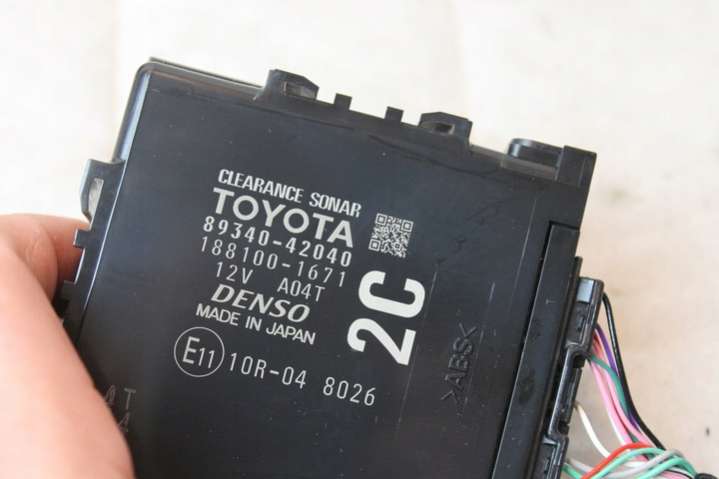 CLEARANCE SONAR
TOYOTA
89340-42040
188100-1671
12V A04T
DENSO
MADE IN JAPAN
2C
E11 10R-04 8026
>ABS<